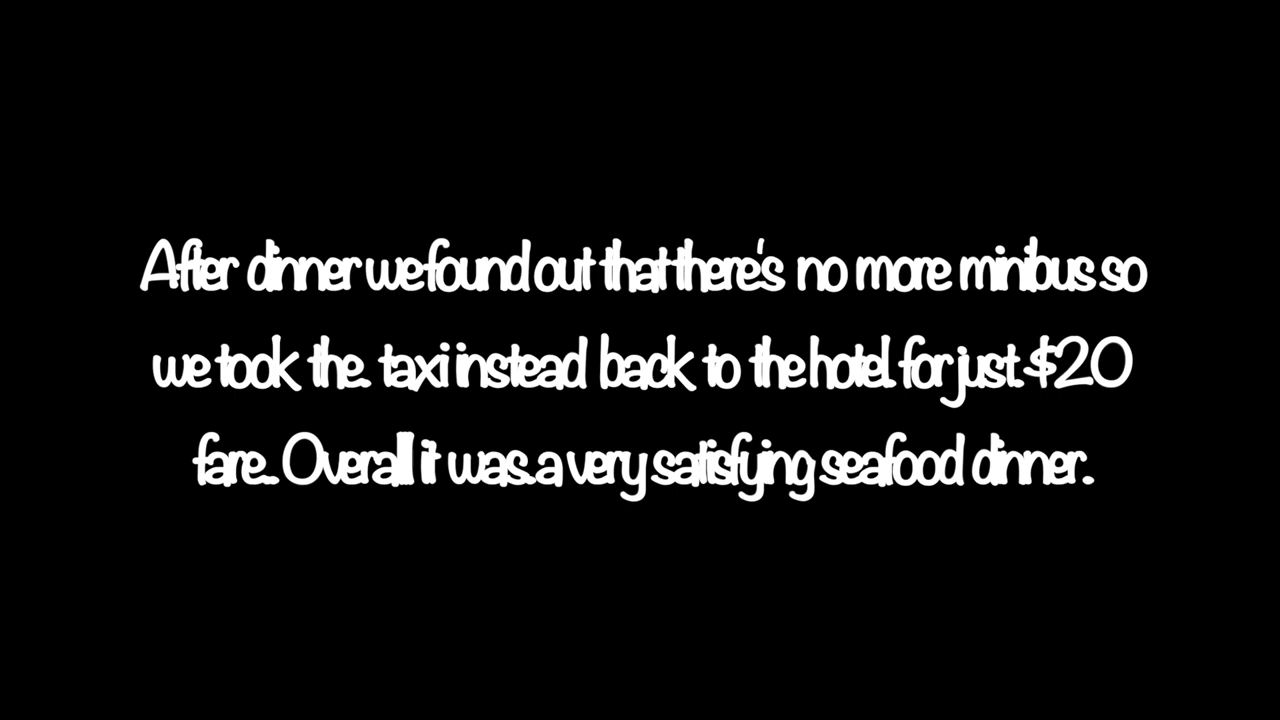 After dinner we found out that there's no more minibus so
we took the taxi instead back to the hotel for just $20
fare. Overall it was a very satisfying seafood dinner.